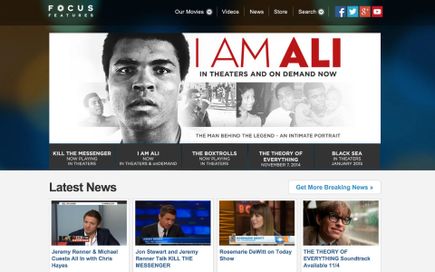 FOCUS
FEATURES
Our Movies
Videos
News
Store
Search
I AM ALI
IN THEATERS AND ON DEMAND NOW
THE MAN BEHIND THE LEGEND - AN INTIMATE PORTRAIT
KILL THE MESSENGER
NOW PLAYING
IN THEATERS
I AM ALI
NOW
IN THEATERS & onDEMAND
THE BOXTROLLS
NOW PLAYING
IN THEATERS
THE THEORY OF
EVERYTHING
NOVEMBER 7, 2014
BLACK SEA
IN THEATERS
JANUARY 2015
Latest News
Get More Breaking News »
Jeremy Renner & Michael
Cuesta All In with Chris
Hayes
Jon Stewart and Jeremy
Renner Talk KILL THE
MESSENGER
Rosemarie DeWitt on Today
Show
THE THEORY OF
EVERYTHING Soundtrack
Available 11/4